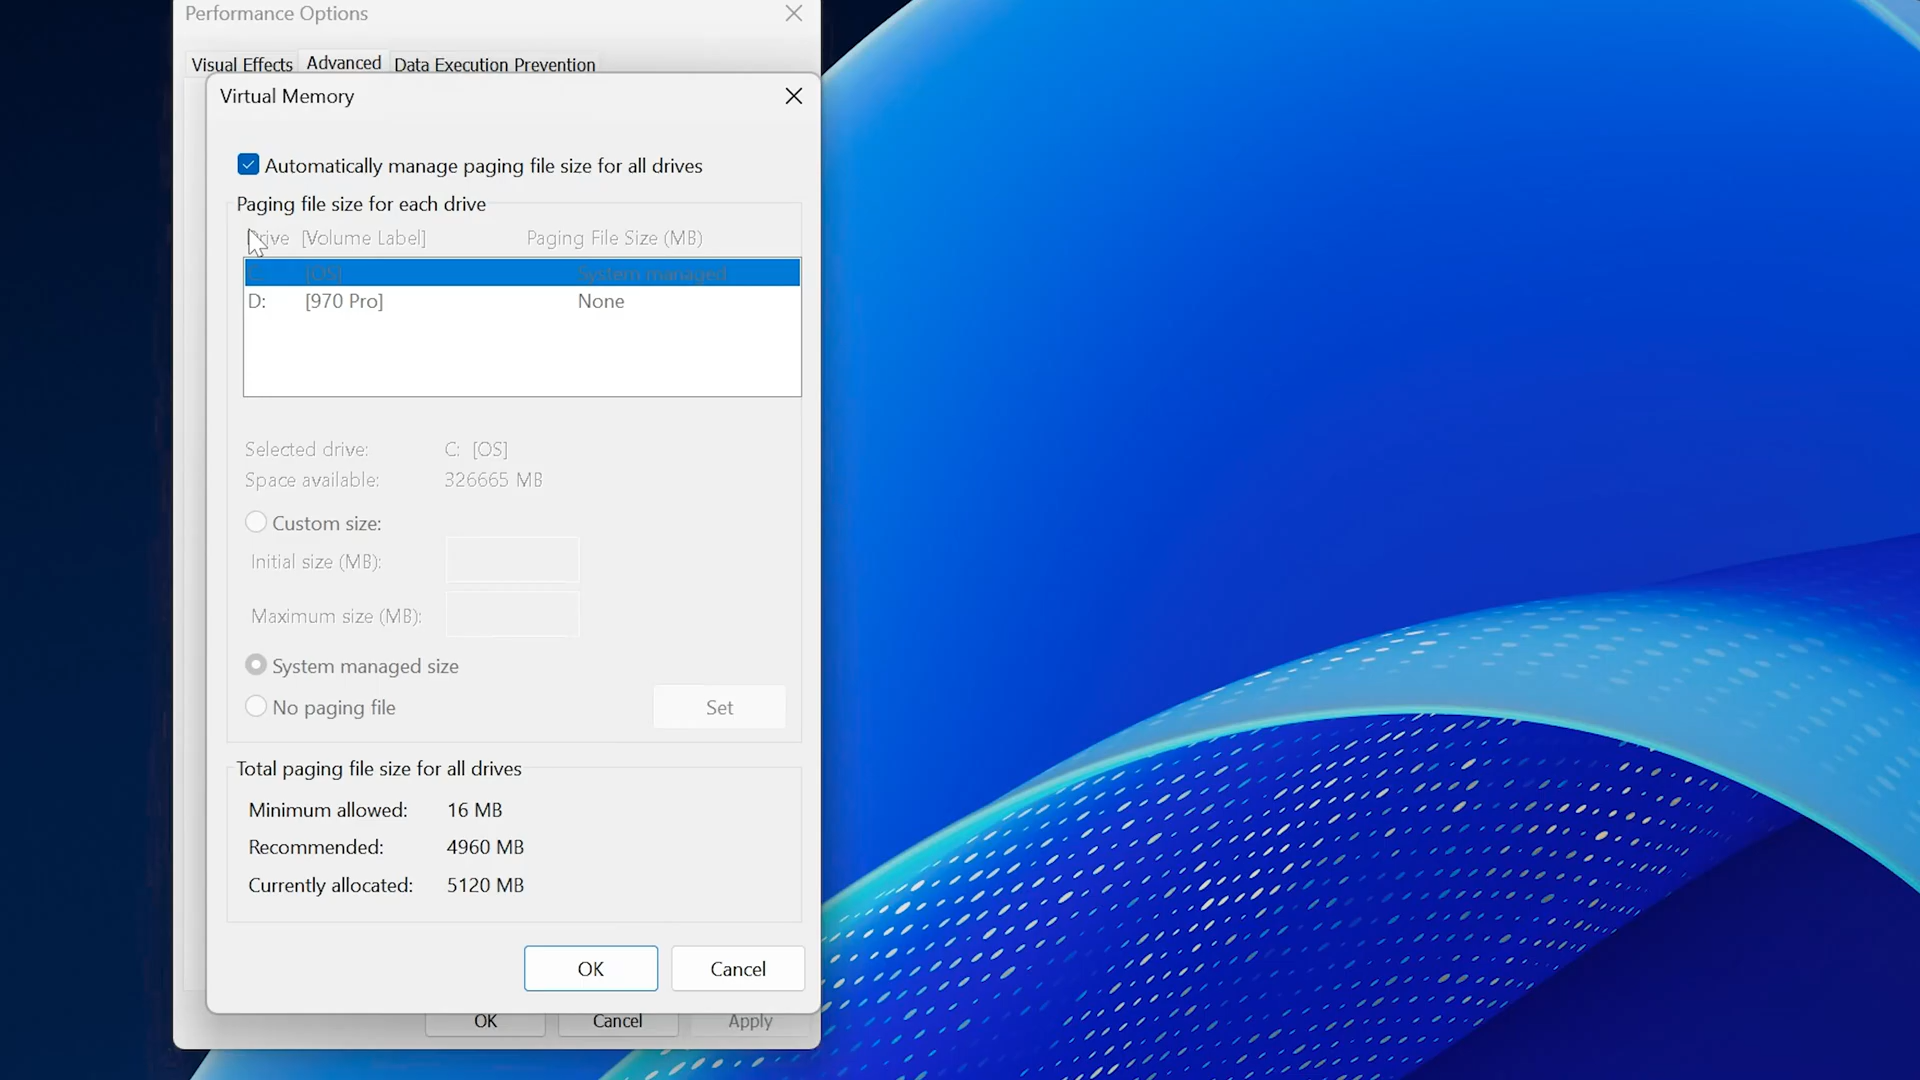 Performance Options
Visual Effects Advanced Data Execution Prevention
Virtual Memory
Automatically manage paging file size for all drives
Paging file size for each drive
Drive [Volume Label] Paging File Size (MB)
[OS] System managed
D: [970 Pro] None
Selected drive: C: [OS]
Space available: 326665 MB
Custom size:
Initial size (MB):
Maximum size (MB):
System managed size
No paging file Set
Total paging file size for all drives
Minimum allowed: 16 MB
Recommended: 4960 MB
Currently allocated: 5120 MB
OK Cancel
OK Cancel Apply